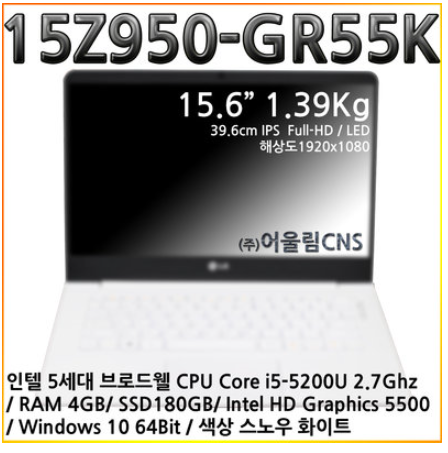 15Z950-GR55K
15.6” 1.39Kg
39.6cm IPS Full-HD / LED
해상도1920x1080
(주)어울림CNS
LG
인텔 5세대 브로드웰 CPU Core i5-5200U 2.7Ghz
/ RAM 4GB/ SSD180GB/ Intel HD Graphics 5500
/ Windows 10 64Bit / 색상 스노우 화이트